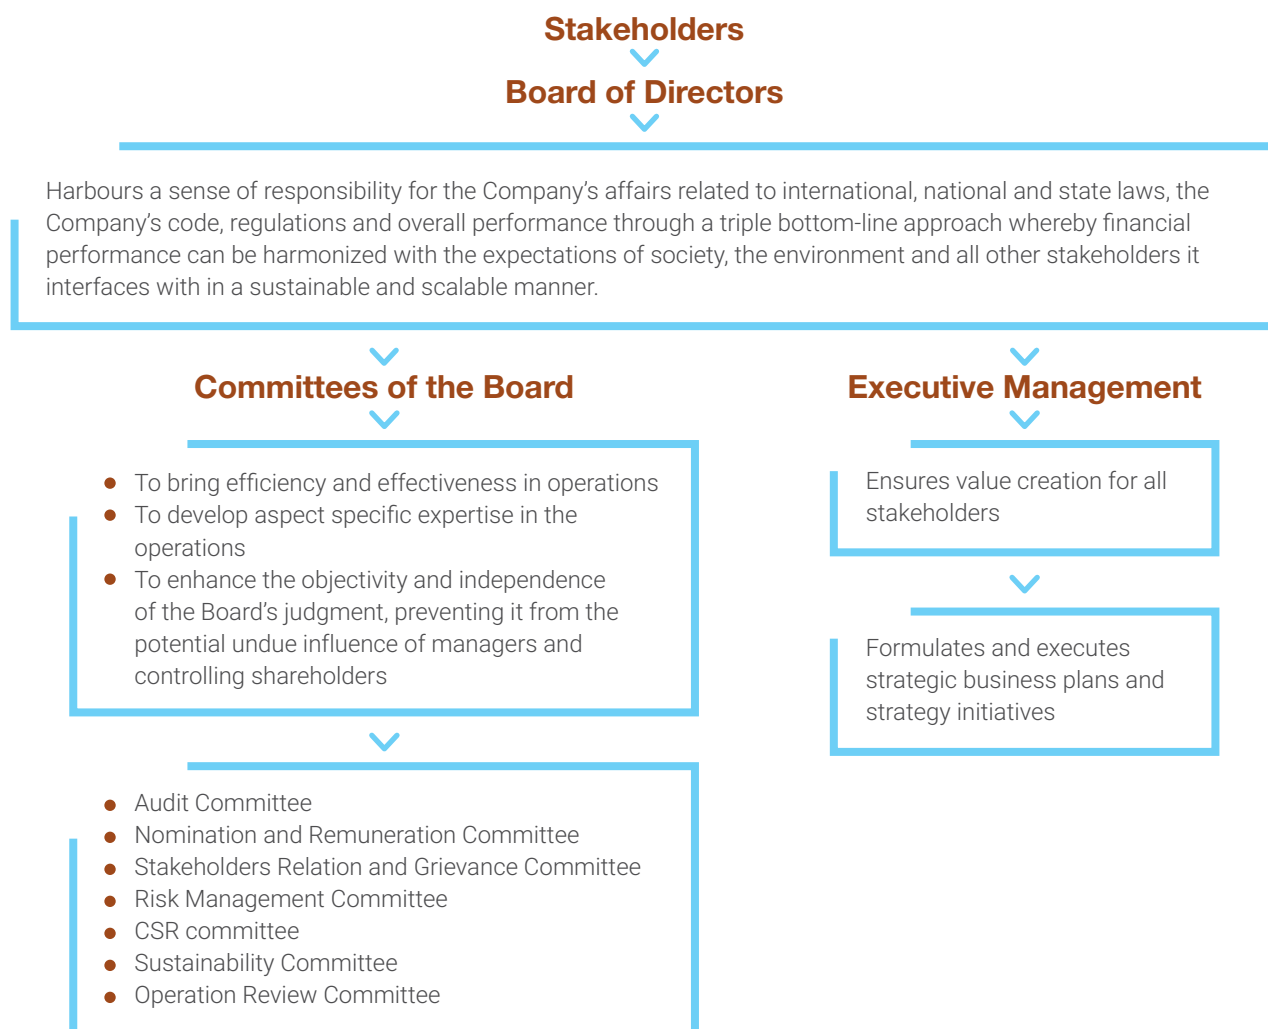 Stakeholders
Board of Directors
Harbours a sense of responsibility for the Company’s affairs related to international, national and state laws, the
Company’s code, regulations and overall performance through a triple bottom-line approach whereby financial
performance can be harmonized with the expectations of society, the environment and all other stakeholders it
interfaces with in a sustainable and scalable manner.
Committees of the Board
● To bring efficiency and effectiveness in operations
● To develop aspect specific expertise in the
operations
● To enhance the objectivity and independence
of the Board’s judgment, preventing it from the
potential undue influence of managers and
controlling shareholders
● Audit Committee
● Nomination and Remuneration Committee
● Stakeholders Relation and Grievance Committee
● Risk Management Committee
● CSR committee
● Sustainability Committee
● Operation Review Committee
Executive Management
Ensures value creation for all
stakeholders
Formulates and executes
strategic business plans and
strategy initiatives